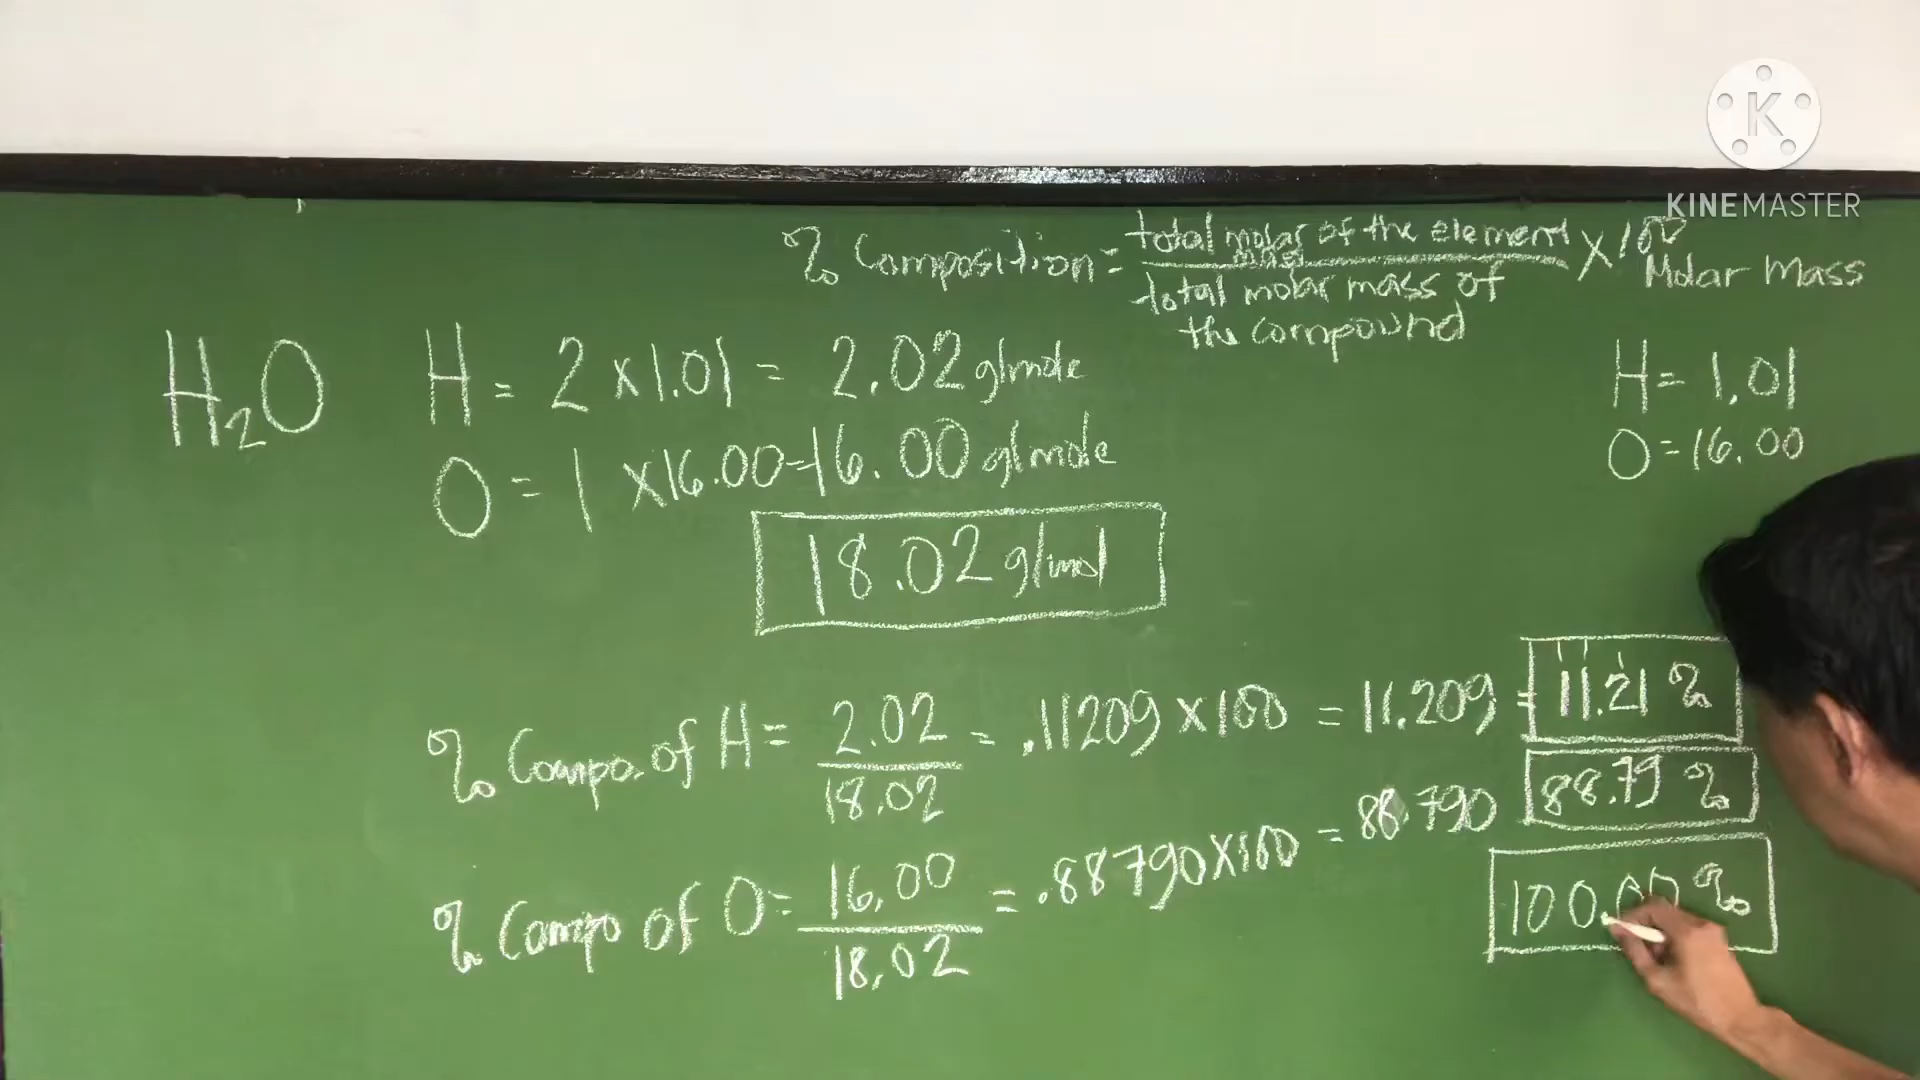 K
KINEMASTER
% Composition = total molar mass of the element / total molar mass of the compound X 100
Molar Mass
H = 1.01
O = 16.00
H₂O
H = 2 x 1.01 = 2.02 g/mole
O = 1 x 16.00 = 16.00 g/mole
18.02 g/mol
% Compo. of H = 2.02 / 18.02 = .11209 x 100 = 11.209 = 11.21 %
% Compo of O = 16.00 / 18.02 = .88790 x 100 = 88.790 88.79 %
100.00 %